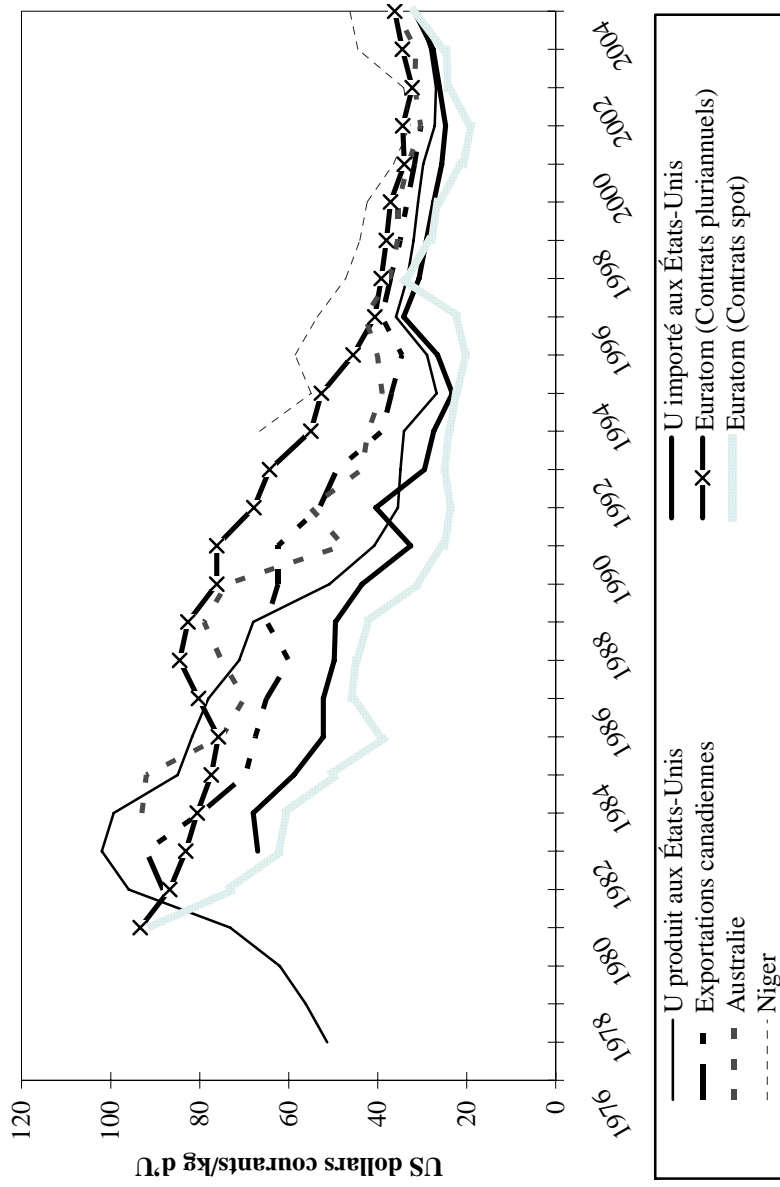 US dollars courants/kg d'U
120
100
80
60
40
20
0
1976
1978
1980
1982
1984
1986
1988
1990
1992
1994
1996
1998
2000
2002
2004
U produit aux États-Unis
Exportations canadiennes
Australie
Niger
U importé aux États-Unis
Euratom (Contrats pluriannuels)
Euratom (Contrats spot)